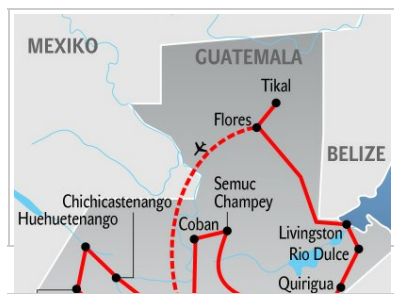 MEXIKO
GUATEMALA
Tikal
Flores
BELIZE
Semuc
Champey
Chichicastenango
Huehuetenango
Coban
Livingston
Rio Dulce
Quirigua